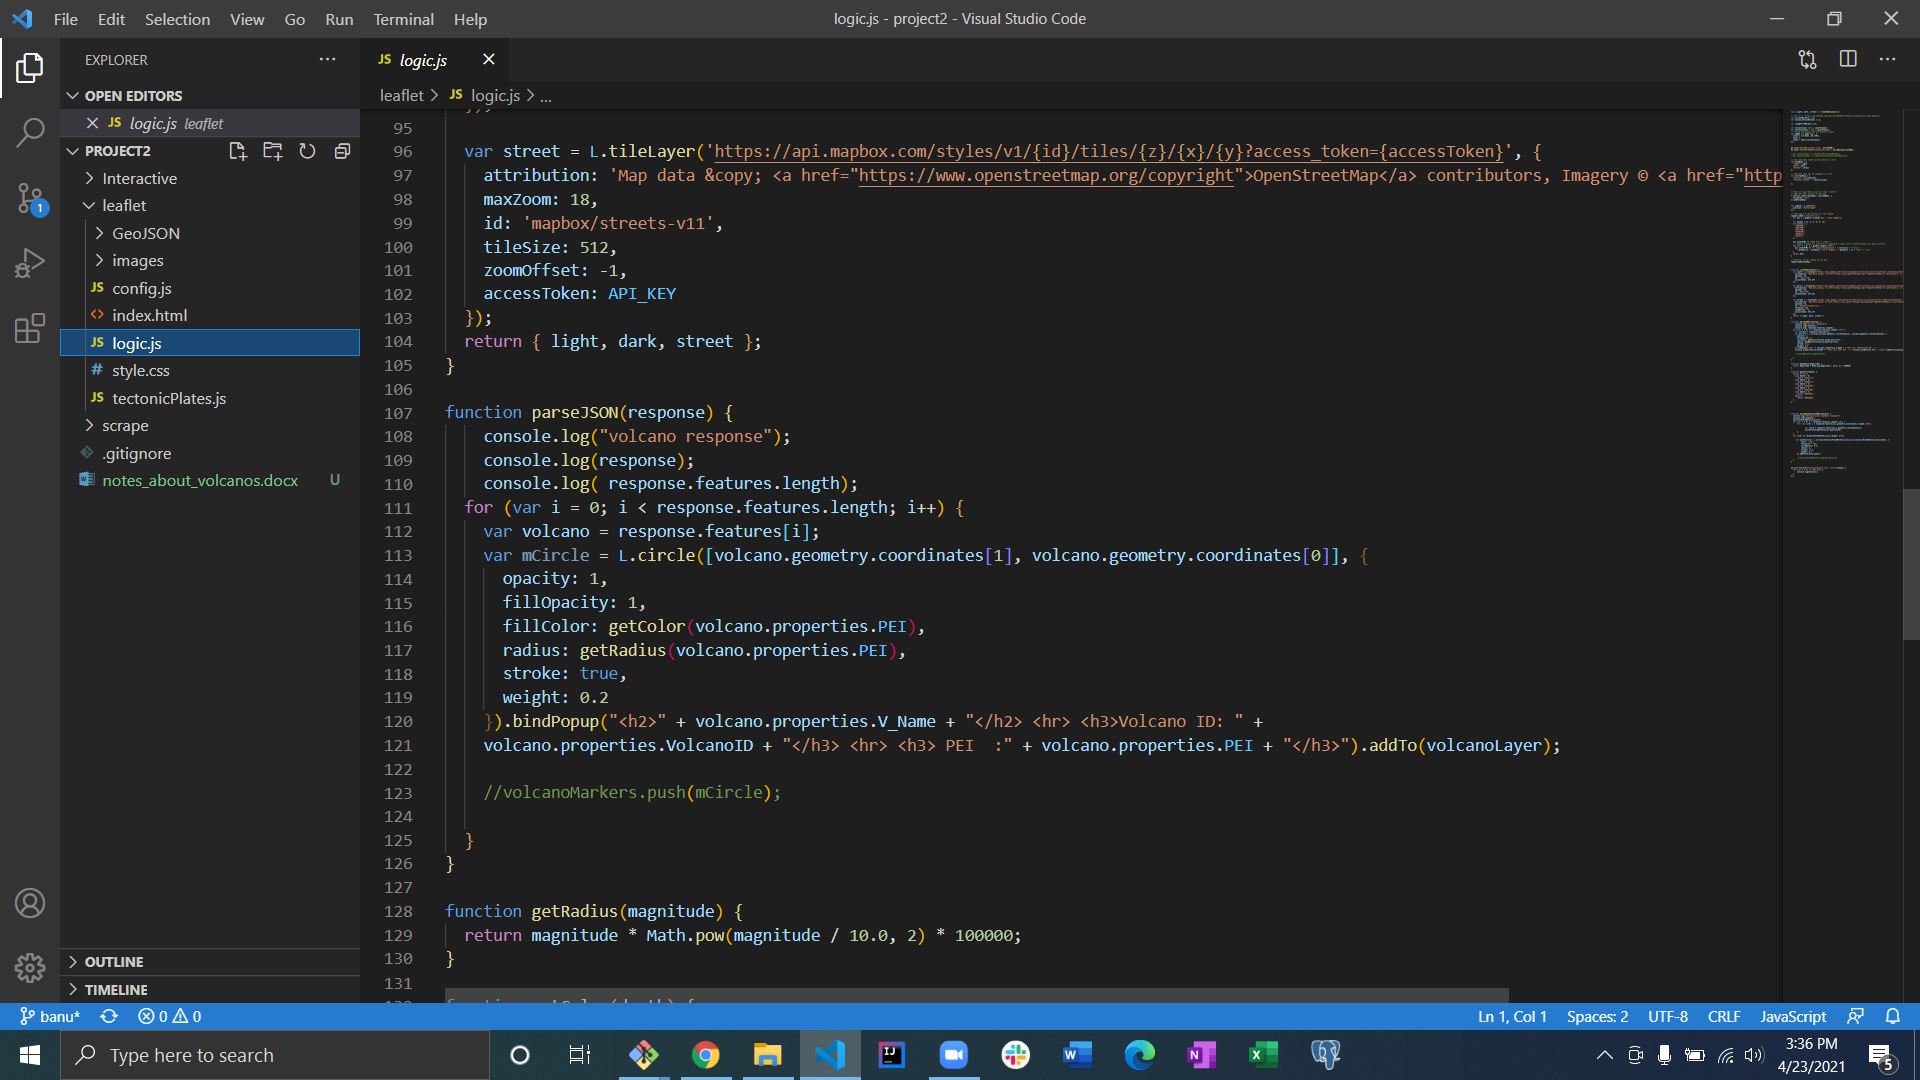 File Edit Selection View Go Run Terminal Help
logic.js - project2 - Visual Studio Code
EXPLORER
OPEN EDITORS
JS logic.js leaflet
PROJECT2
Interactive
leaflet
GeoJSON
images
JS config.js
<> index.html
JS logic.js
# style.css
JS tectonicPlates.js
scrape
.gitignore
notes_about_volcanos.docx U
OUTLINE
TIMELINE
JS logic.js
leaflet > JS logic.js > ...
95
96 var street = L.tileLayer('https://api.mapbox.com/styles/v1/{id}/tiles/{z}/{x}/{y}?access_token={accessToken}', {
97 attribution: 'Map data &copy; <a href="https://www.openstreetmap.org/copyright">OpenStreetMap</a> contributors, Imagery © <a href="http
98 maxZoom: 18,
99 id: 'mapbox/streets-v11',
100 tileSize: 512,
101 zoomOffset: -1,
102 accessToken: API_KEY
103 });
104 return { light, dark, street };
105 }
106
107 function parseJSON(response) {
108 console.log("volcano response");
109 console.log(response);
110 console.log( response.features.length);
111 for (var i = 0; i < response.features.length; i++) {
112 var volcano = response.features[i];
113 var mCircle = L.circle([volcano.geometry.coordinates[1], volcano.geometry.coordinates[0]], {
114 opacity: 1,
115 fillOpacity: 1,
116 fillColor: getColor(volcano.properties.PEI),
117 radius: getRadius(volcano.properties.PEI),
118 stroke: true,
119 weight: 0.2
120 }).bindPopup("<h2>" + volcano.properties.V_Name + "</h2> <hr> <h3>Volcano ID: " +
121 volcano.properties.VolcanoID + "</h3> <hr> <h3> PEI  :" + volcano.properties.PEI + "</h3>").addTo(volcanoLayer);
122
123 //volcanoMarkers.push(mCircle);
124
125 }
126 }
127
128 function getRadius(magnitude) {
129 return magnitude * Math.pow(magnitude / 10.0, 2) * 100000;
130 }
131
banu* 0 0
Ln 1, Col 1 Spaces: 2 UTF-8 CRLF JavaScript
Type here to search
3:36 PM
4/23/2021
5